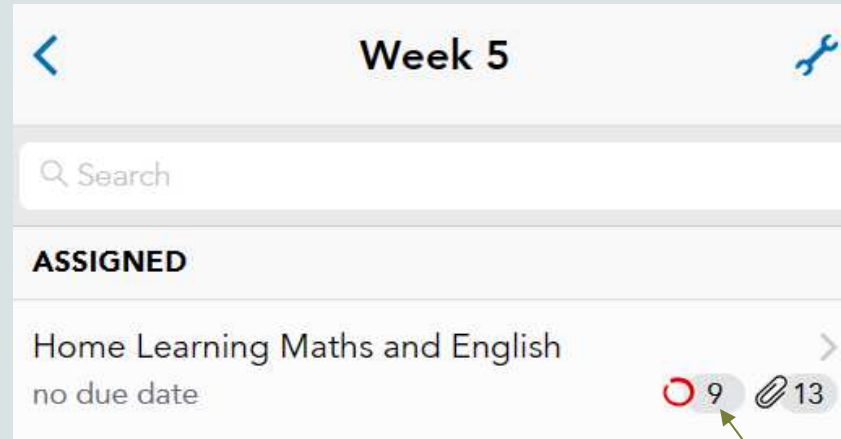 Week 5
Search
ASSIGNED
Home Learning Maths and English
no due date 9 13